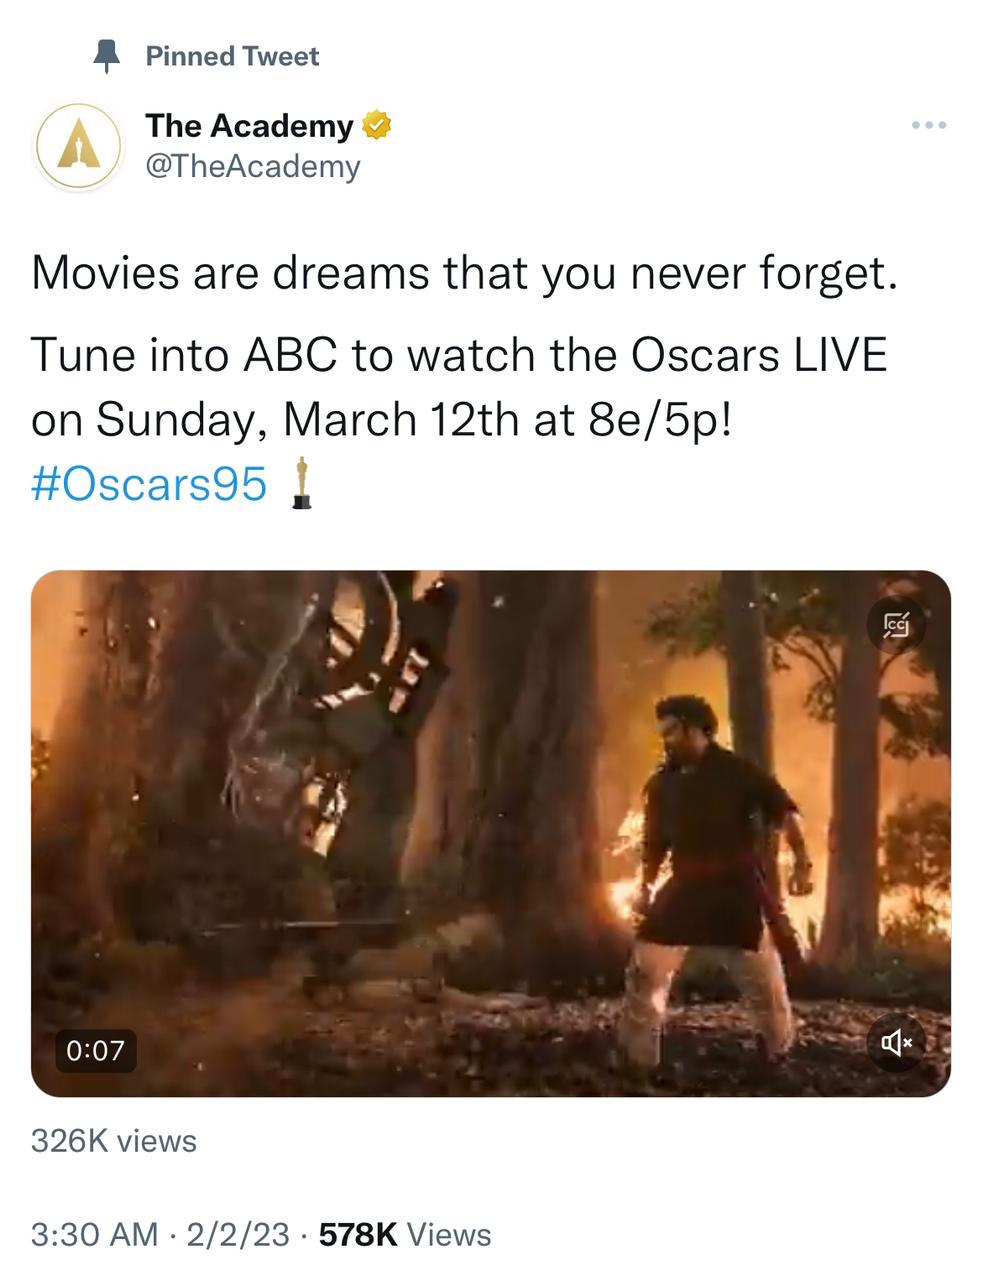 Pinned Tweet
The Academy
@TheAcademy
Movies are dreams that you never forget.
Tune into ABC to watch the Oscars LIVE
on Sunday, March 12th at 8e/5p!
#Oscars95
CC
0:07
326K views
3:30 AM · 2/2/23 · 578K Views